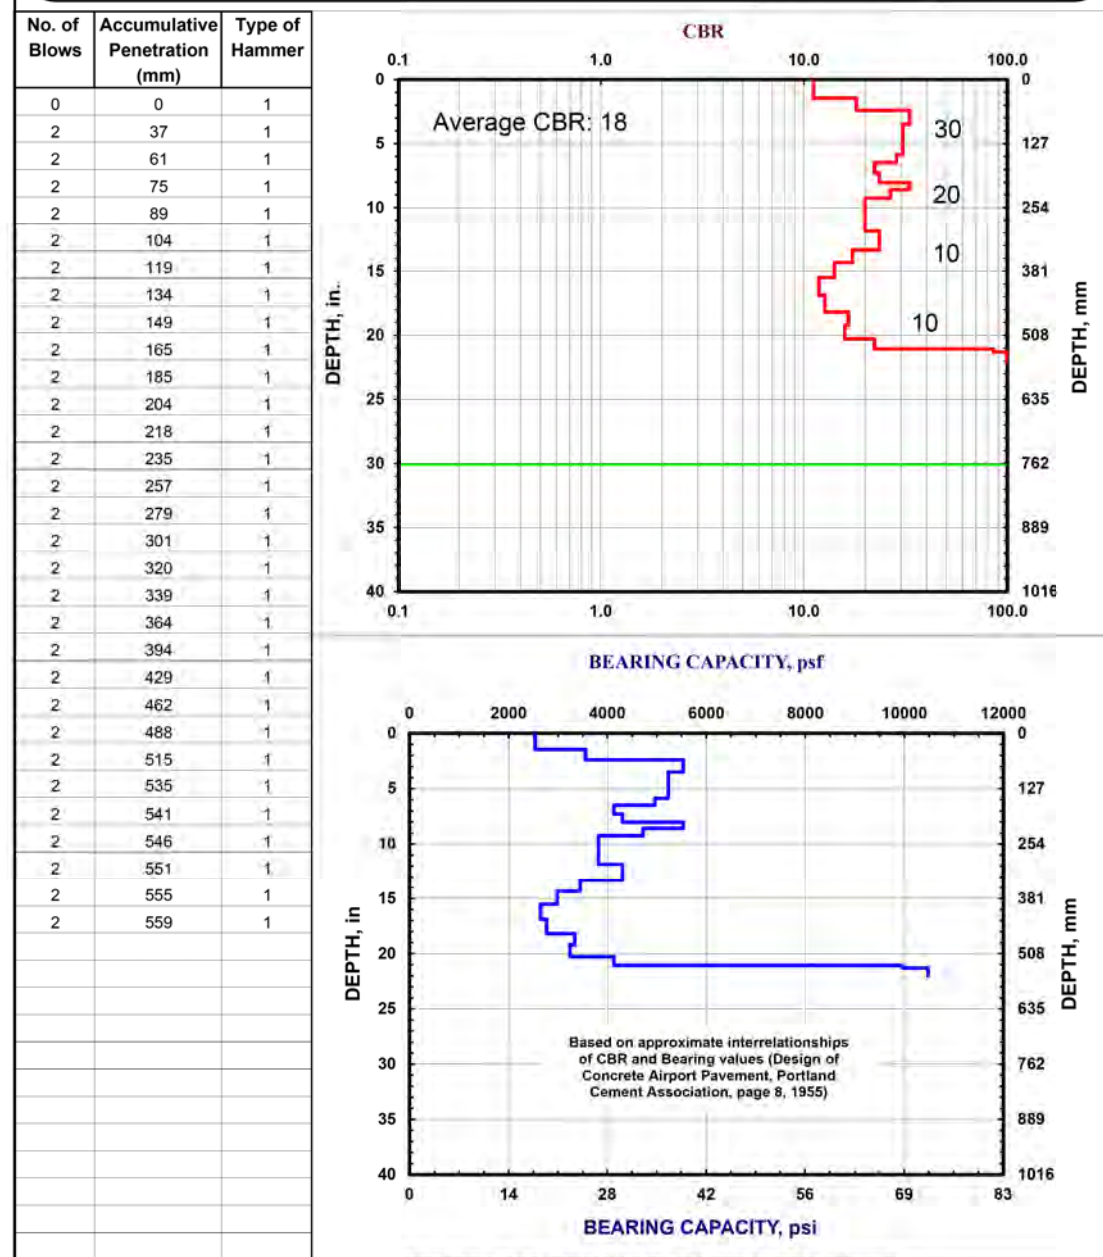 No. of Blows Accumulative Penetration (mm) Type of Hammer
0 0 1
2 37 1
2 61 1
2 75 1
2 89 1
2 104 1
2 119 1
2 134 1
2 149 1
2 165 1
2 185 1
2 204 1
2 218 1
2 235 1
2 257 1
2 279 1
2 301 1
2 320 1
2 339 1
2 364 1
2 394 1
2 429 1
2 462 1
2 488 1
2 515 1
2 535 1
2 541 1
2 546 1
2 551 1
2 555 1
2 559 1
CBR
0.1 1.0 10.0 100.0
0 0
Average CBR: 18
30
5 127
20
10 254
10
15 381
10
20 508
25 635
30 762
35 889
40 1016
0.1 1.0 10.0 100.0
DEPTH, in.
DEPTH, mm
BEARING CAPACITY, psf
0 2000 4000 6000 8000 10000 12000
0 0
5 127
10 254
15 381
20 508
25 635
Based on approximate interrelationships
of CBR and Bearing values (Design of
Concrete Airport Pavement, Portland
Cement Association, page 8, 1955)
30 762
35 889
40 1016
0 14 28 42 56 69 83
DEPTH, in
DEPTH, mm
BEARING CAPACITY, psi